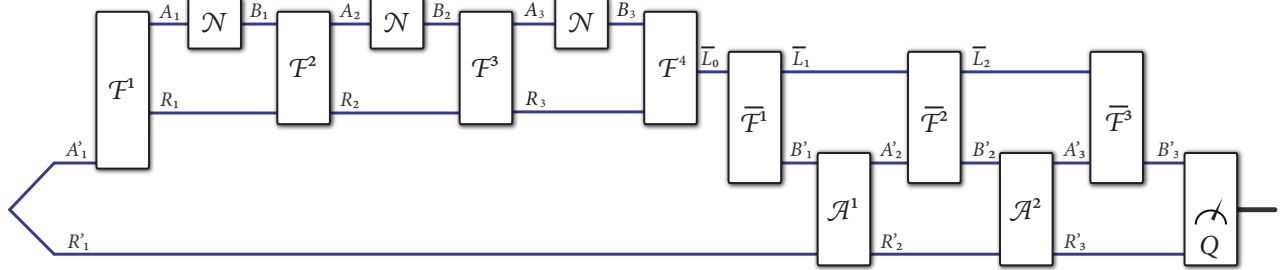 A₁ 𝒩 B₁ A₂ 𝒩 B₂ A₃ 𝒩 B₃
ℱ¹ ℱ² ℱ³ ℱ⁴ L̅₀ L̅₁ L̅₂
R₁ R₂ R₃ ℱ̅¹ ℱ̅² ℱ̅³
A'₁ B'₁ A'₂ B'₂ A'₃ B'₃
𝒜¹ 𝒜²
R'₁ R'₂ R'₃ Q